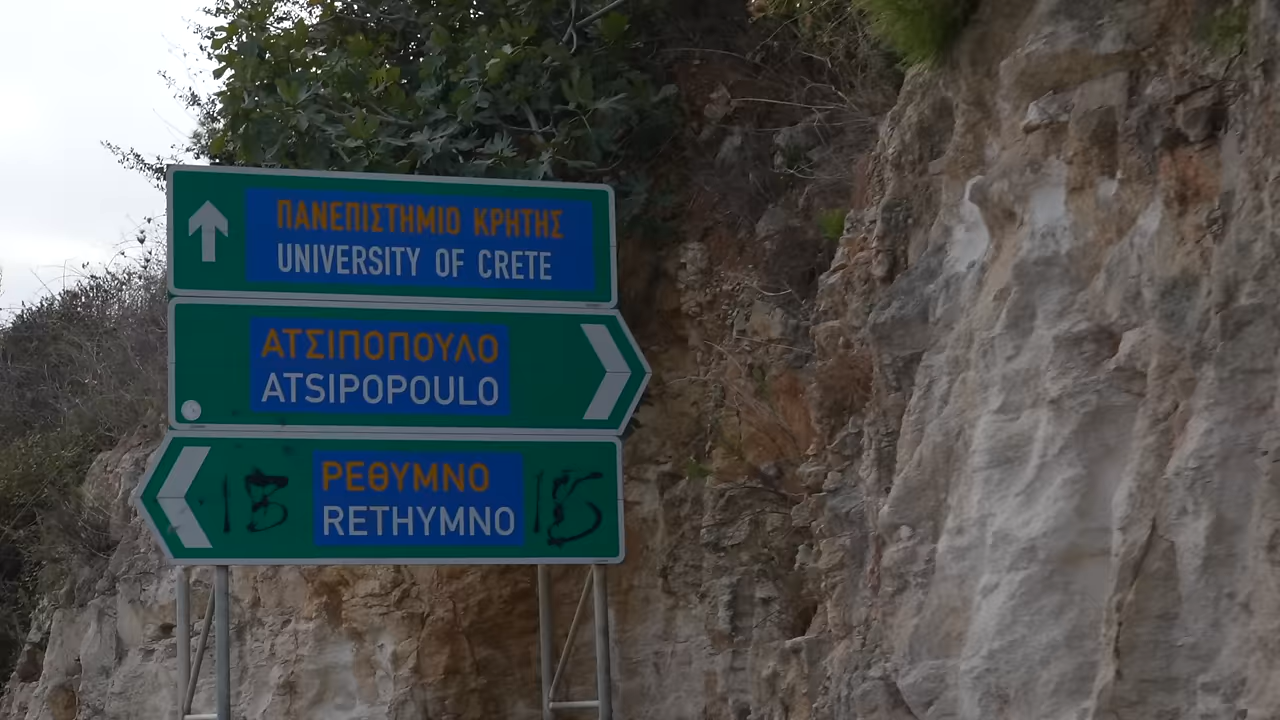 ΠΑΝΕΠΙΣΤΗΜΙΟ ΚΡΗΤΗΣ
UNIVERSITY OF CRETE
ΑΤΣΙΠΟΠΟΥΛΟ
ATSIPOPOULO
ΡΕΘΥΜΝΟ
RETHYMNO